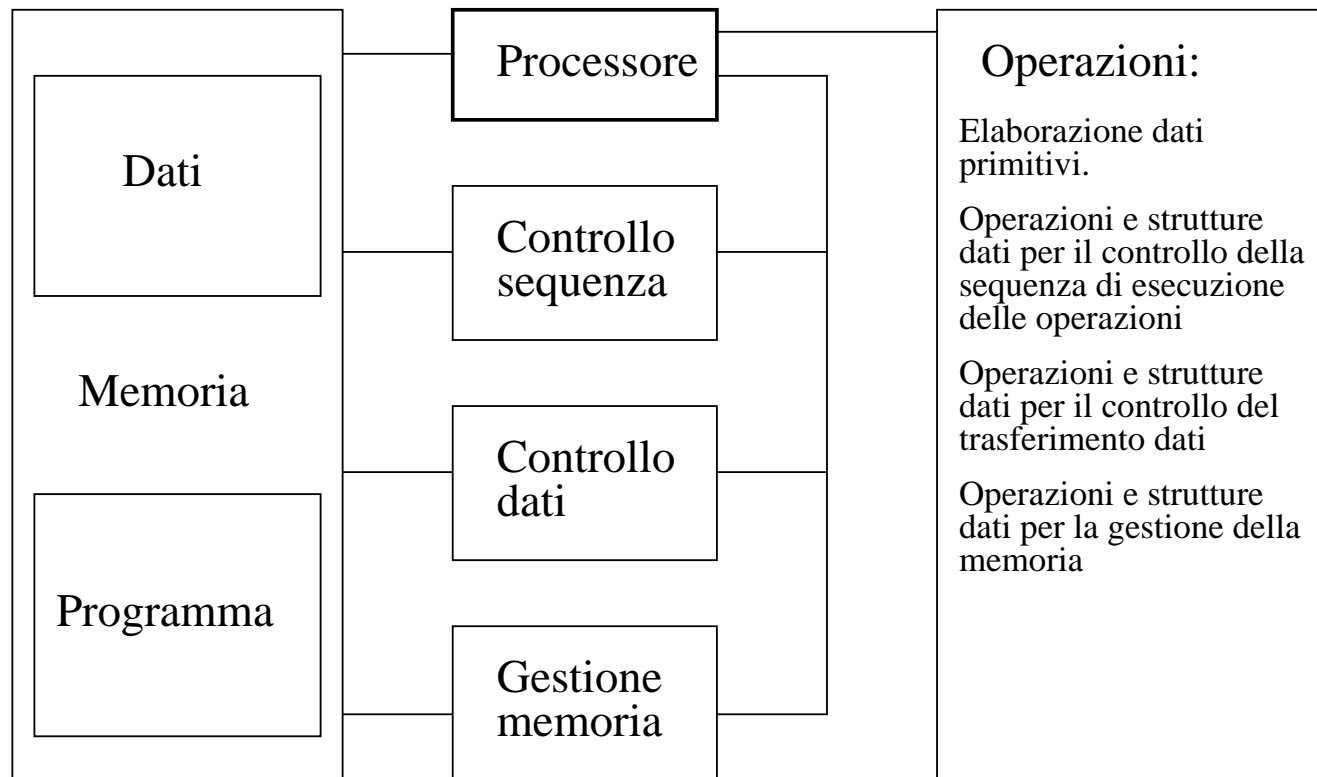 Dati
Memoria
Programma
Processore
Controllo
sequenza
Controllo
dati
Gestione
memoria
Operazioni:
Elaborazione dati
primitivi.
Operazioni e strutture
dati per il controllo della
sequenza di esecuzione
delle operazioni
Operazioni e strutture
dati per il controllo del
trasferimento dati
Operazioni e strutture
dati per la gestione della
memoria